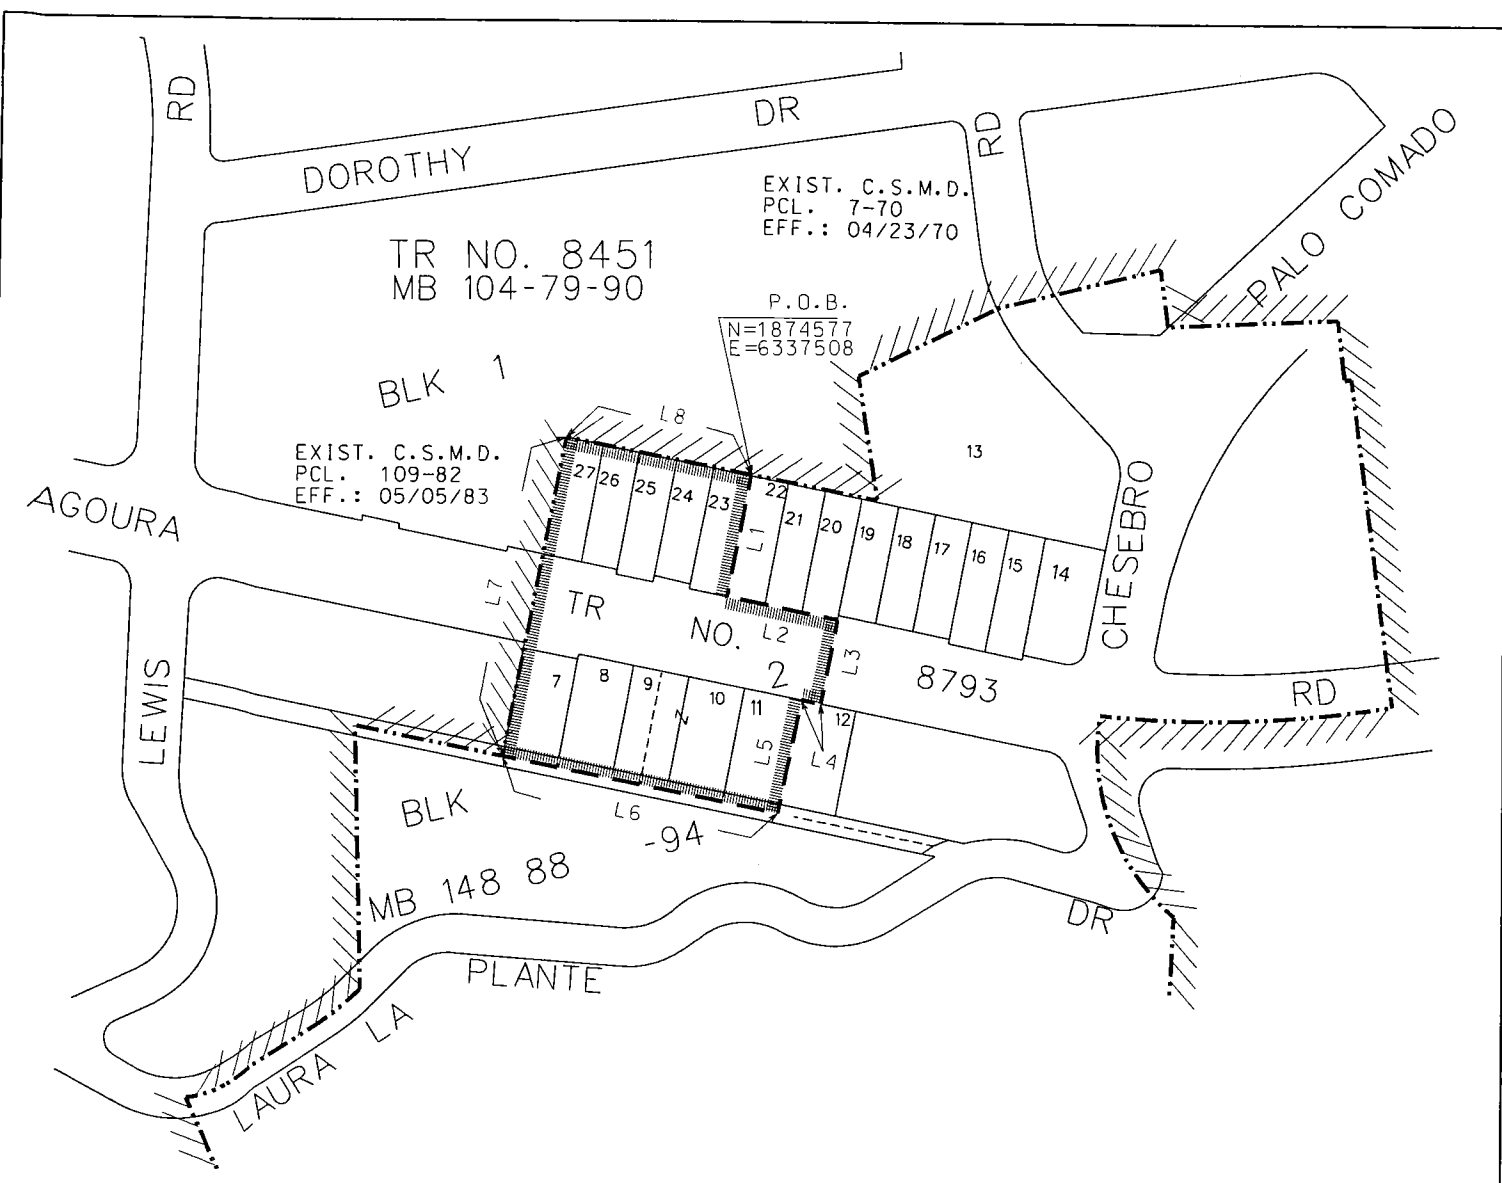 RD
DR
DOROTHY
RD
PALO COMADO
EXIST. C.S.M.D.
PCL. 7-70
EFF.: 04/23/70
TR NO. 8451
MB 104-79-90
P.O.B.
N=1874577
E=6337508
BLK 1
L8
EXIST. C.S.M.D.
PCL. 109-82
EFF.: 05/05/83
AGOURA
13
27
26
25
24
23
22
21
20
19
18
17
16
15
14
L1
CHESEBRO
L7
TR NO. 8793
L2
L3
2
7
8
9
10
11
12
L5
L4
RD
LEWIS
BLK
L6
MB 148 88 -94
DR
PLANTE
LA
LAURA